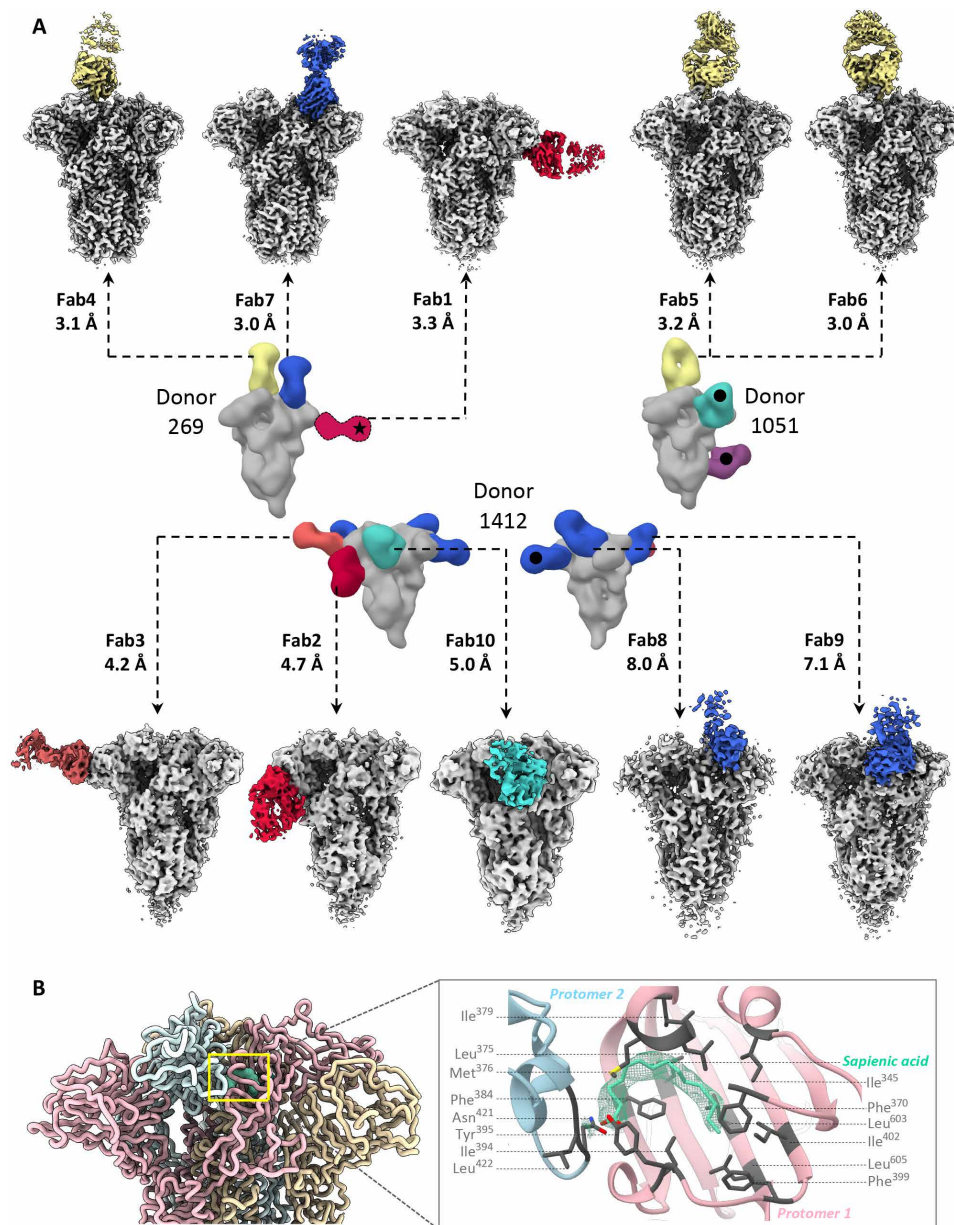 A
Fab4
3.1 Å
Fab7
3.0 Å
Fab1
3.3 Å
Fab5
3.2 Å
Fab6
3.0 Å
Donor
269
Donor
1051
Donor
1412
Fab3
4.2 Å
Fab2
4.7 Å
Fab10
5.0 Å
Fab8
8.0 Å
Fab9
7.1 Å
B
Protomer 2
Ile379
Leu375
Met376
Phe384
Asn421
Tyr395
Ile394
Leu422
Sapienic acid
Ile345
Phe370
Leu603
Ile402
Leu605
Phe399
Protomer 1